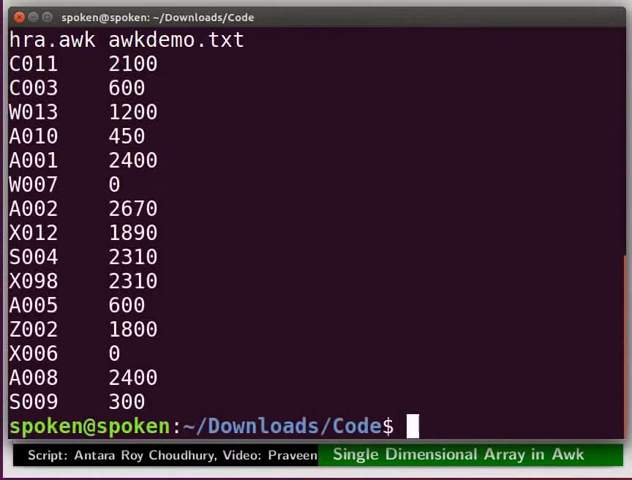 spoken@spoken: ~/Downloads/Code
hra.awk awkdemo.txt
C011 2100
C003 600
W013 1200
A010 450
A001 2400
W007 0
A002 2670
X012 1890
S004 2310
X098 2310
A005 600
Z002 1800
X006 0
A008 2400
S009 300
spoken@spoken:~/Downloads/Code$
Script: Antara Roy Choudhury, Video: Praveen
Single Dimensional Array in Awk